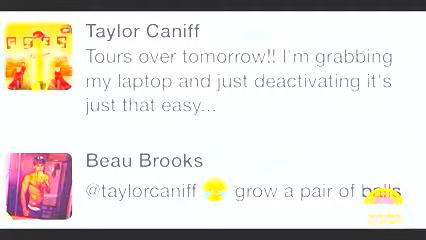 Taylor Caniff
Tours over tomorrow!! I'm grabbing
my laptop and just deactivating it's
just that easy...
Beau Brooks
@taylorcaniff grow a pair of balls